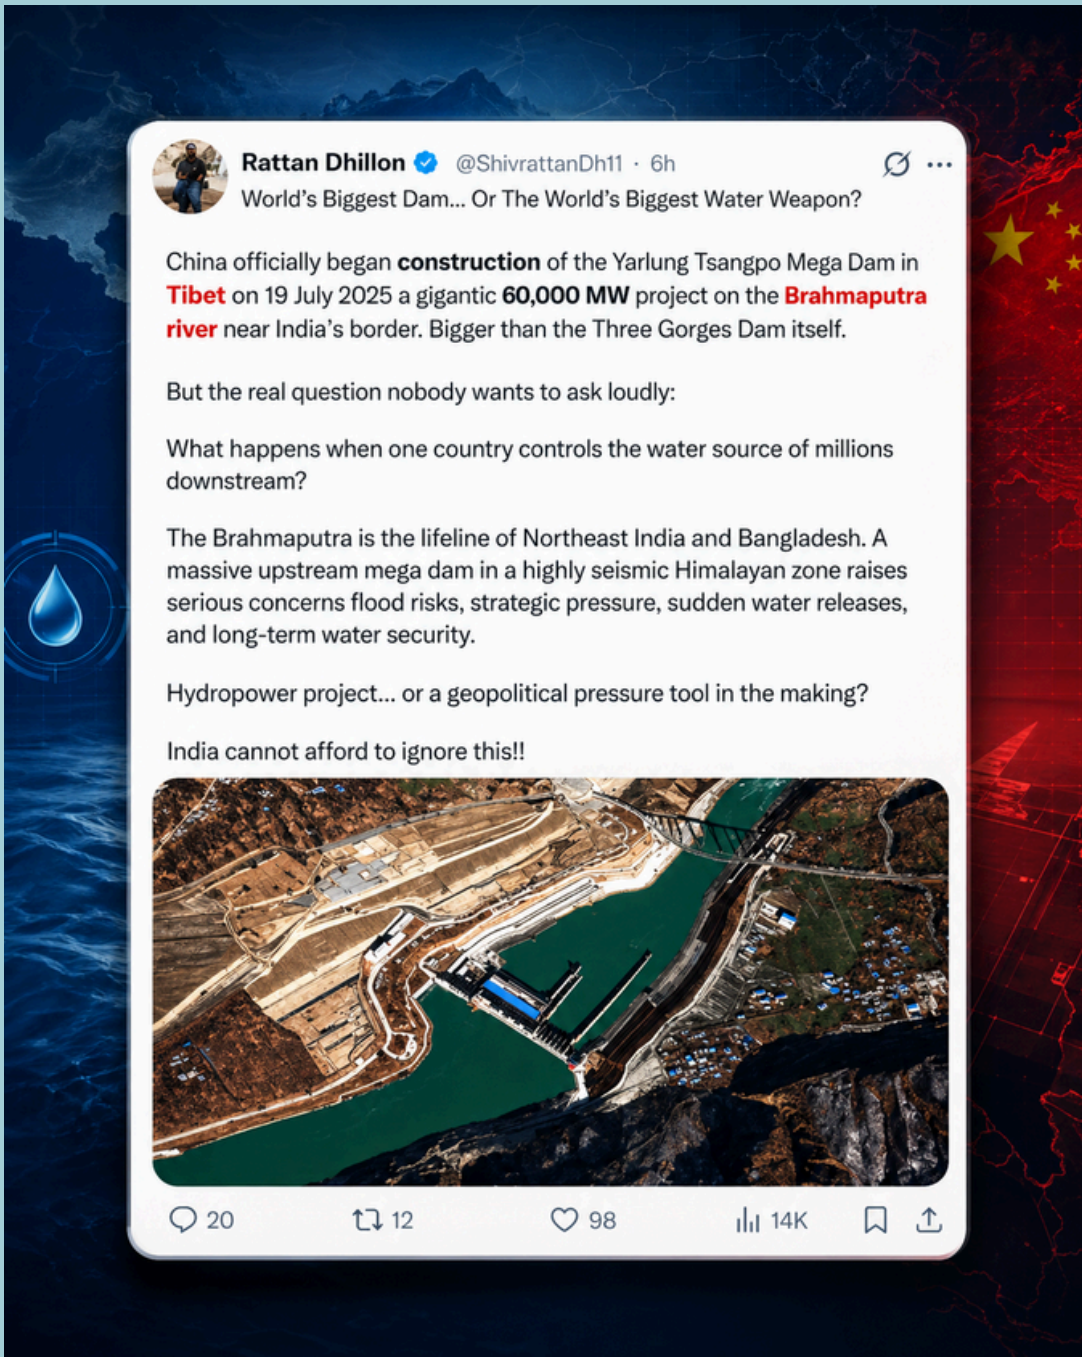 Rattan Dhillon @ShivrattanDh11 · 6h
World's Biggest Dam... Or The World's Biggest Water Weapon?
China officially began construction of the Yarlung Tsangpo Mega Dam in
Tibet on 19 July 2025 a gigantic 60,000 MW project on the Brahmaputra
river near India's border. Bigger than the Three Gorges Dam itself.
But the real question nobody wants to ask loudly:
What happens when one country controls the water source of millions
downstream?
The Brahmaputra is the lifeline of Northeast India and Bangladesh. A
massive upstream mega dam in a highly seismic Himalayan zone raises
serious concerns flood risks, strategic pressure, sudden water releases,
and long-term water security.
Hydropower project... or a geopolitical pressure tool in the making?
India cannot afford to ignore this!!
20 12 98 14K